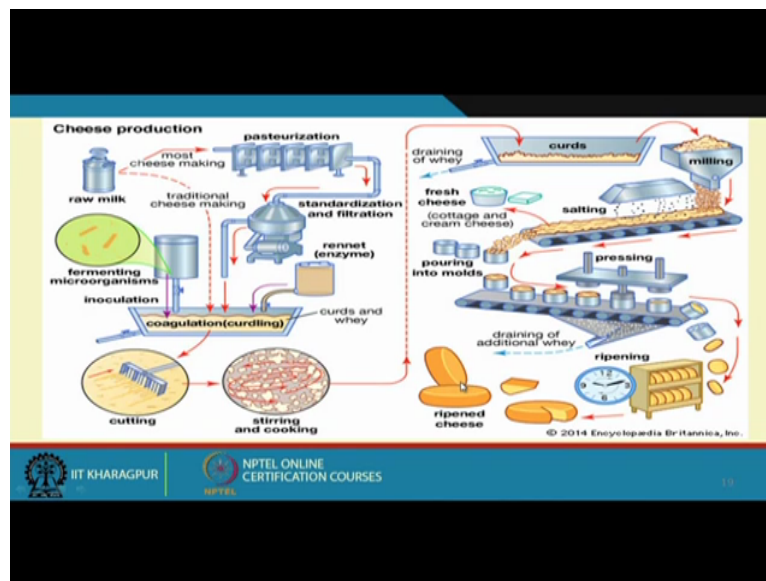 Cheese production
pasteurization
most
cheese making
raw milk
traditional
cheese making
standardization
and filtration
fermenting
microorganisms
rennet
(enzyme)
inoculation
coagulation(curdling)
curds and
whey
cutting
stirring
and cooking
draining
of whey
curds
milling
fresh
cheese
(cottage and
cream cheese)
salting
pouring
into molds
pressing
draining of
additional whey
ripening
ripened
cheese
© 2014 Encyclopædia Britannica, Inc.
IIT KHARAGPUR
NPTEL
NPTEL ONLINE
CERTIFICATION COURSES
19